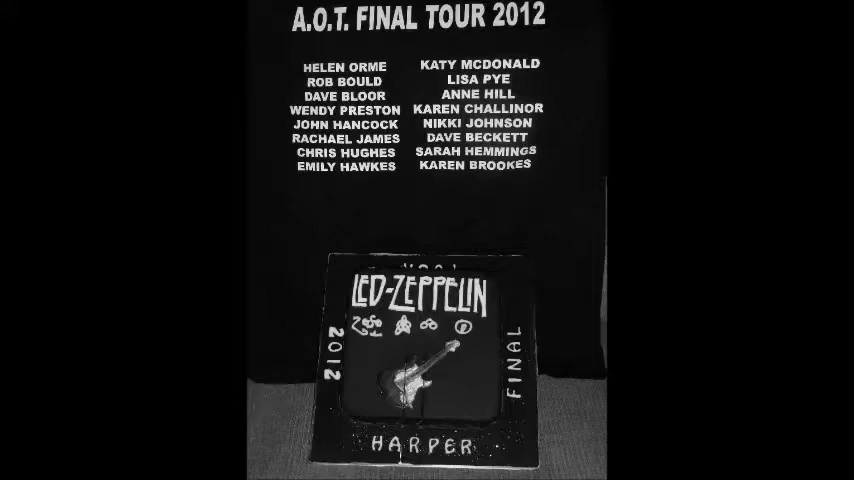 A.O.T. FINAL TOUR 2012
HELEN ORME
ROB BOULD
DAVE BLOOR
WENDY PRESTON
JOHN HANCOCK
RACHAEL JAMES
CHRIS HUGHES
EMILY HAWKES
KATY MCDONALD
LISA PYE
ANNE HILL
KAREN CHALLINOR
NIKKI JOHNSON
DAVE BECKETT
SARAH HEMMINGS
KAREN BROOKES
LED-ZEPPELIN
2012
FINAL
HARPER